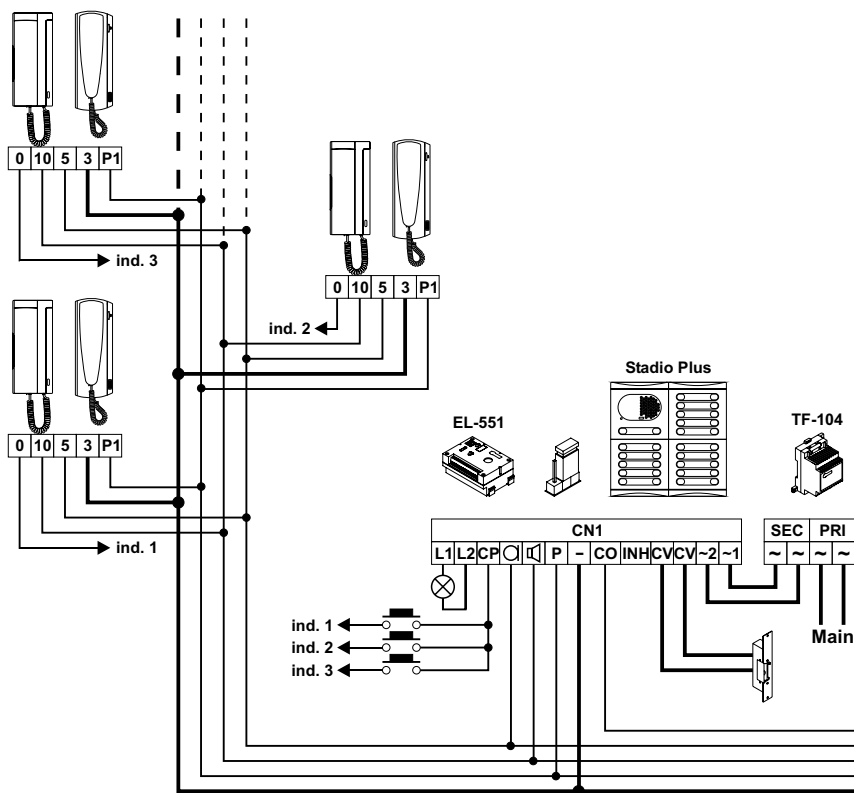 0 10 5 3 P1
ind. 3
0 10 5 3 P1
ind. 2
0 10 5 3 P1
ind. 1
Stadio Plus
EL-551
TF-104
CN1
SEC PRI
L1 L2 CP P – CO INH CV CV ~2 ~1
~ ~ ~ ~
ind. 1
ind. 2
ind. 3
Main